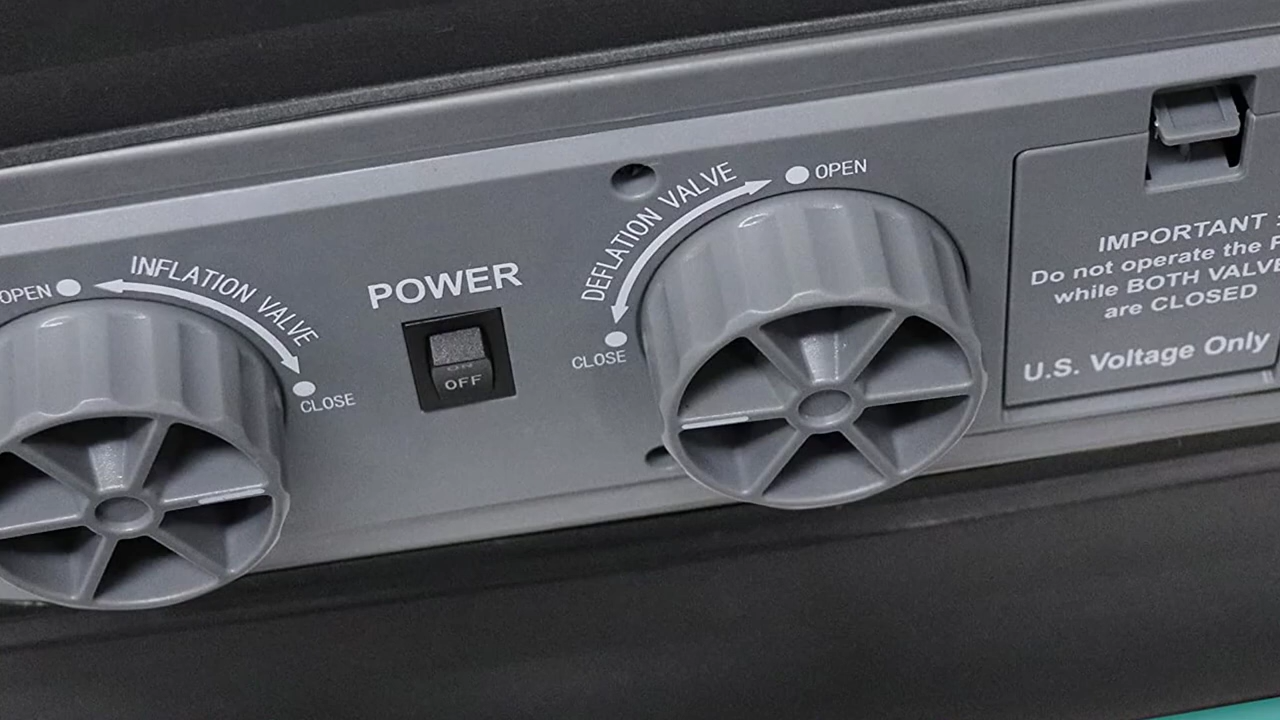 OPEN
INFLATION VALVE
CLOSE
POWER
ON
OFF
DEFLATION VALVE
OPEN
CLOSE
IMPORTANT :
Do not operate the
while BOTH VALVE
are CLOSED
U.S. Voltage Only